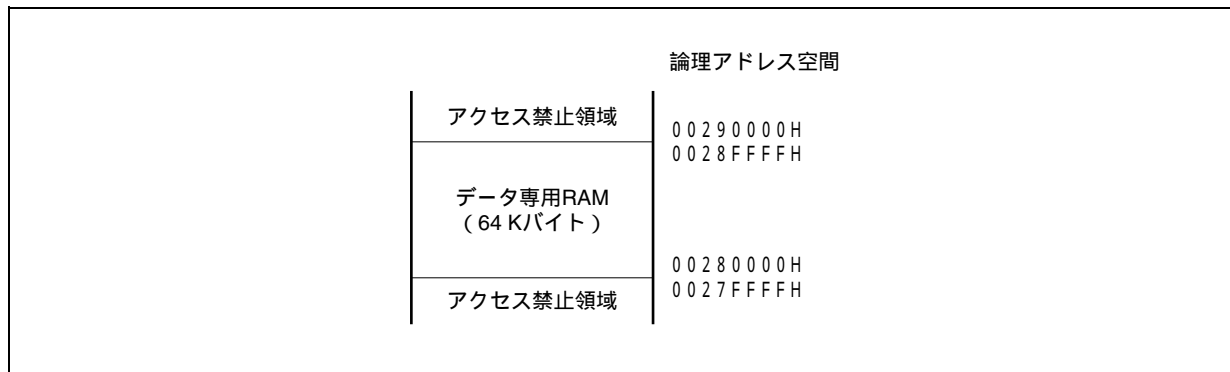 論理アドレス空間
アクセス禁止領域
00290000H
0028FFFFH
データ専用RAM
(64 Kバイト)
00280000H
0027FFFFH
アクセス禁止領域